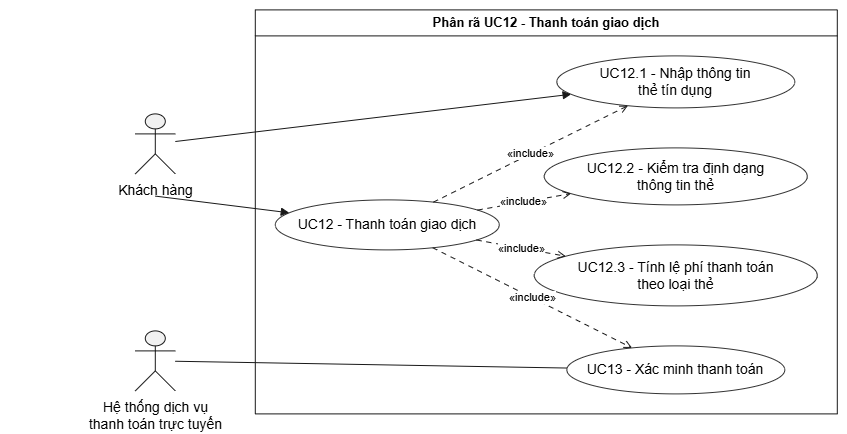 Phân rã UC12 - Thanh toán giao dịch
UC12.1 - Nhập thông tin
thẻ tín dụng
«include»
UC12.2 - Kiểm tra định dạng
thông tin thẻ
Khách hàng
«include»
UC12 - Thanh toán giao dịch
«include»
UC12.3 - Tính lệ phí thanh toán
theo loại thẻ
«include»
UC13 - Xác minh thanh toán
Hệ thống dịch vụ
thanh toán trực tuyến